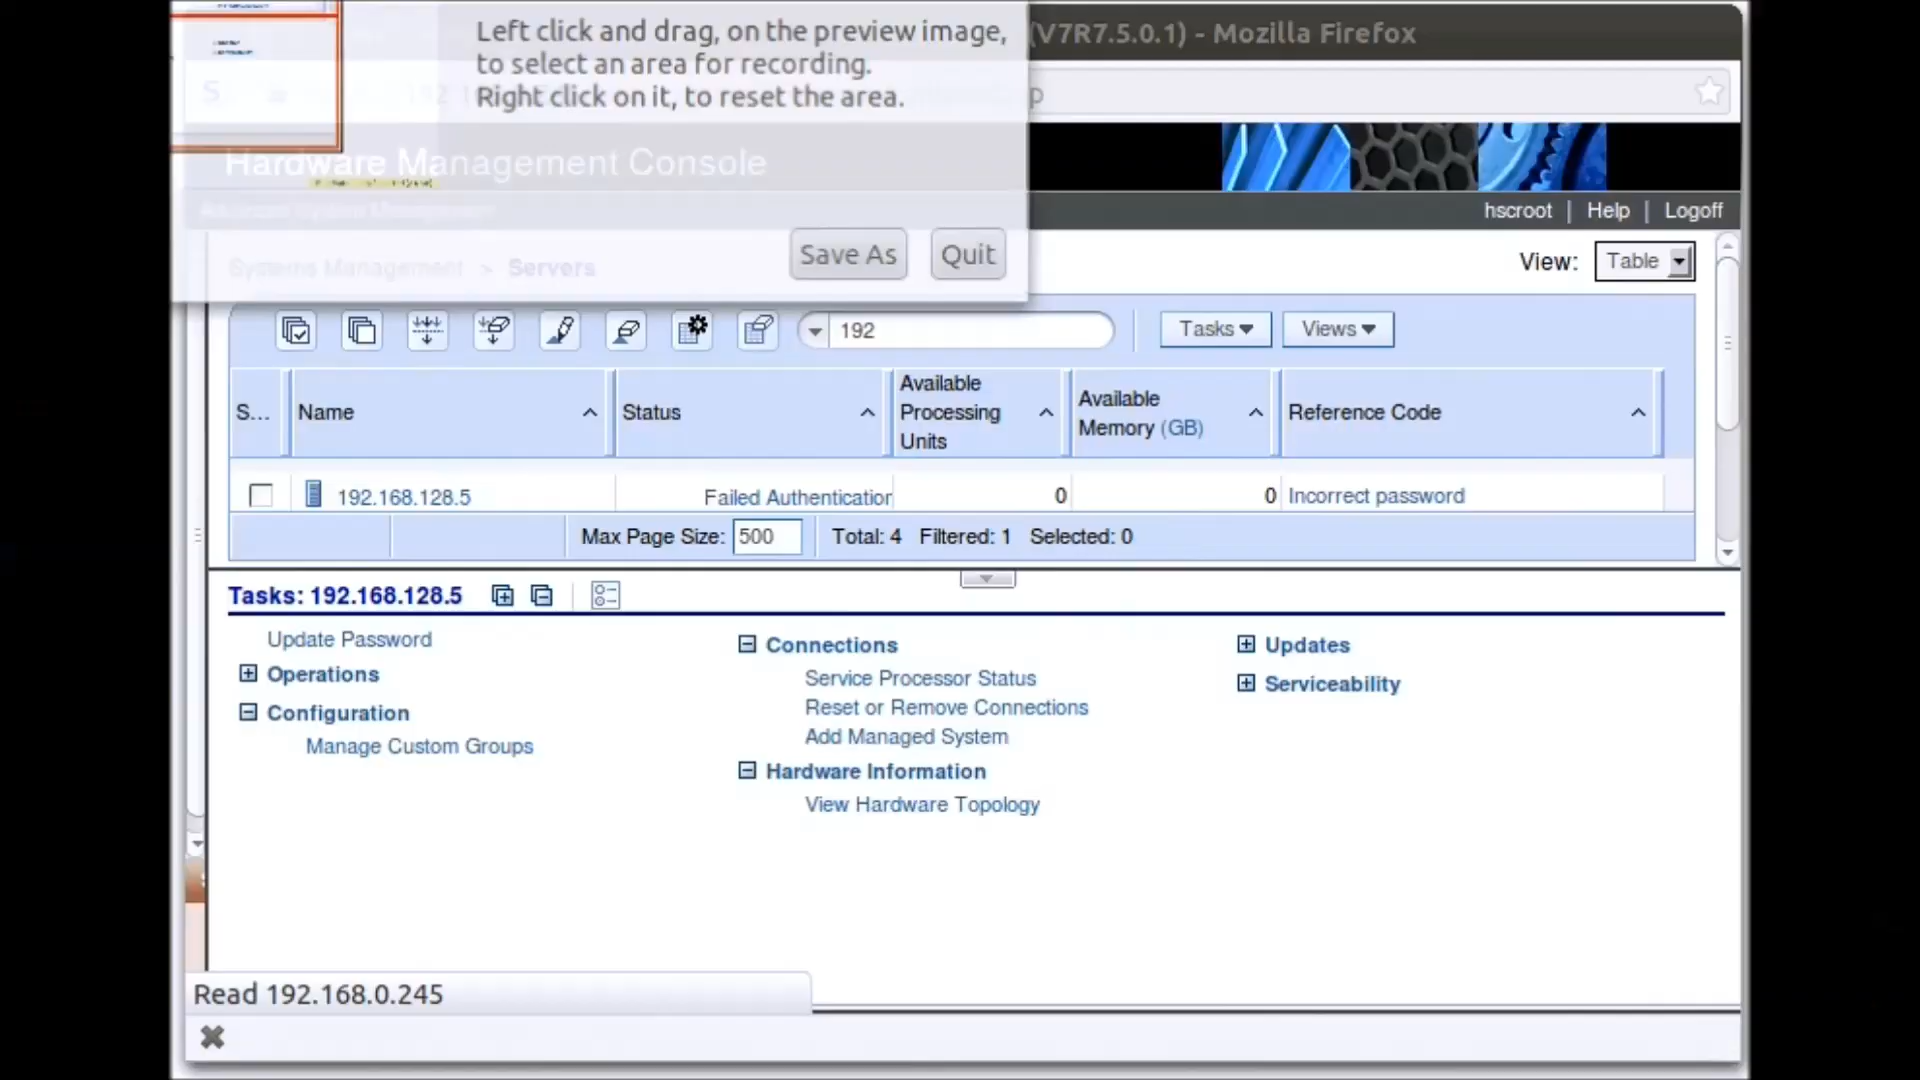 Left click and drag, on the preview image,
to select an area for recording.
Right click on it, to reset the area.
(V7R7.5.0.1) - Mozilla Firefox
Hardware Management Console
hscroot | Help | Logoff
Systems Management > Servers
Save As
Quit
View: Table
192
Tasks
Views
S...
Name
Status
Available
Processing
Units
Available
Memory (GB)
Reference Code
192.168.128.5
Failed Authentication
0
0
Incorrect password
Max Page Size: 500
Total: 4 Filtered: 1 Selected: 0
Tasks: 192.168.128.5
Update Password
Operations
Configuration
Manage Custom Groups
Connections
Service Processor Status
Reset or Remove Connections
Add Managed System
Hardware Information
View Hardware Topology
Updates
Serviceability
Read 192.168.0.245